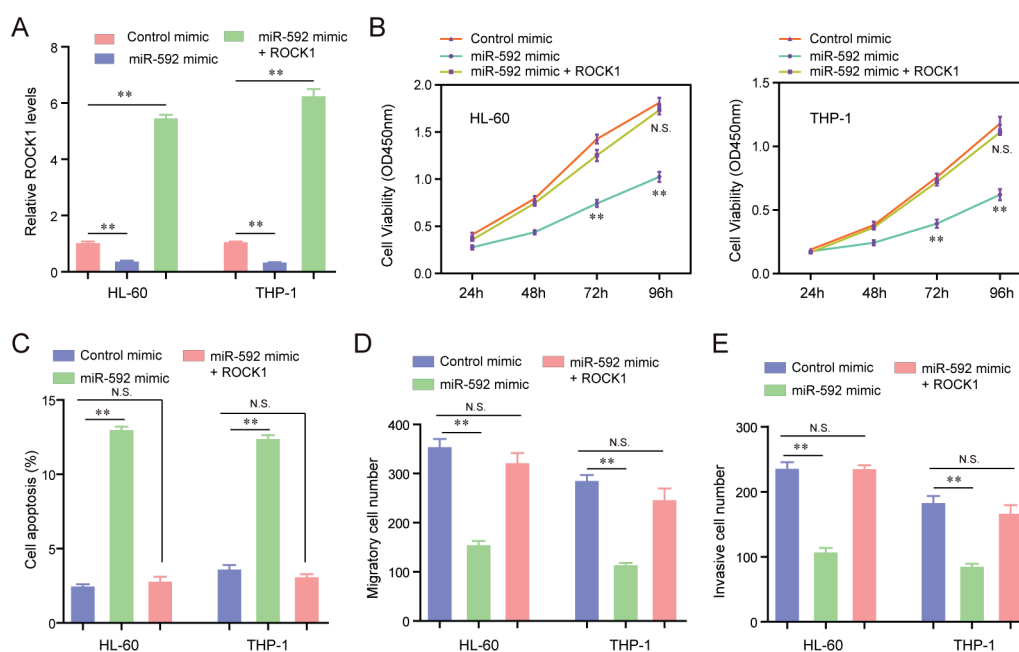 A
Control mimic
miR-592 mimic
miR-592 mimic
+ ROCK1
Relative ROCK1 levels
8
6
4
2
0
**
**
**
**
HL-60
THP-1
B
Control mimic
miR-592 mimic
miR-592 mimic + ROCK1
HL-60
Cell Viability (OD450nm)
2.0
1.5
1.0
0.5
0.0
N.S.
**
**
24h
48h
72h
96h
Control mimic
miR-592 mimic
miR-592 mimic + ROCK1
THP-1
Cell Viability (OD450nm)
1.5
1.0
0.5
0.0
N.S.
**
**
24h
48h
72h
96h
C
Control mimic
miR-592 mimic
miR-592 mimic
+ ROCK1
Cell apoptosis (%)
15
12
9
6
3
0
N.S.
**
N.S.
**
HL-60
THP-1
D
Control mimic
miR-592 mimic
miR-592 mimic
+ ROCK1
Migratory cell number
400
300
200
100
0
N.S.
**
N.S.
**
HL-60
THP-1
E
Control mimic
miR-592 mimic
miR-592 mimic
+ ROCK1
Invasive cell number
300
200
100
0
N.S.
**
N.S.
**
HL-60
THP-1